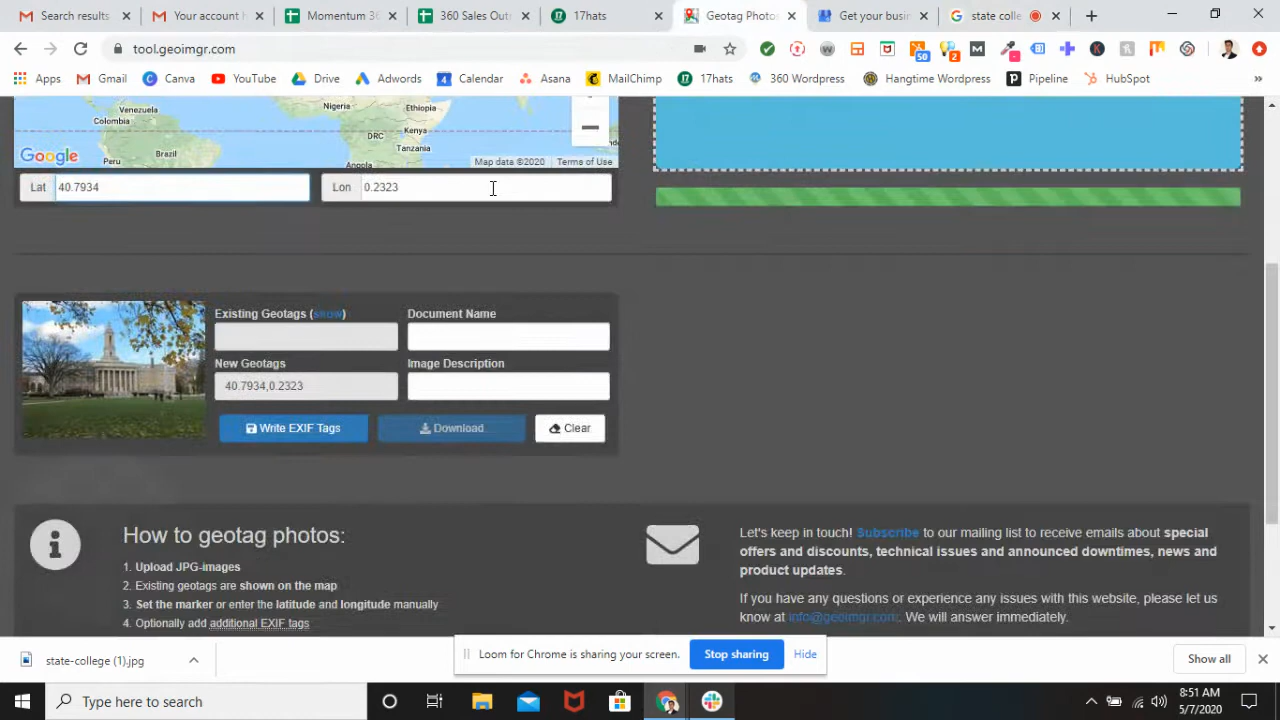 Search results
Your account h
Momentum 36
360 Sales Outr
17hats
Geotag Photos
Get your busin
state colle
tool.geoimgr.com
50
2
Apps
Gmail
Canva
YouTube
Drive
Adwords
4
Calendar
Asana
MailChimp
17
17hats
360 Wordpress
Hangtime Wordpress
Pipeline
HubSpot
»
Venezuela
Colombia
Peru
Brazil
Nigeria
Ethiopia
DRC
Kenya
Tanzania
Angola
Google
Map data ©2020
Terms of Use
Lat 40.7934
Lon 0.2323
Existing Geotags (show)
Document Name
New Geotags
Image Description
40.7934,0.2323
Write EXIF Tags
Download
Clear
How to geotag photos:
1. Upload JPG-images
2. Existing geotags are shown on the map
3. Set the marker or enter the latitude and longitude manually
4. Optionally add additional EXIF tags
Let's keep in touch! Subscribe to our mailing list to receive emails about special
offers and discounts, technical issues and announced downtimes, news and
product updates.
If you have any questions or experience any issues with this website, please let us
know at info@geoimgr.com. We will answer immediately.
Loom for Chrome is sharing your screen.
Stop sharing
Hide
state-college (1).jpg
Show all
Type here to search
8:51 AM
5/7/2020